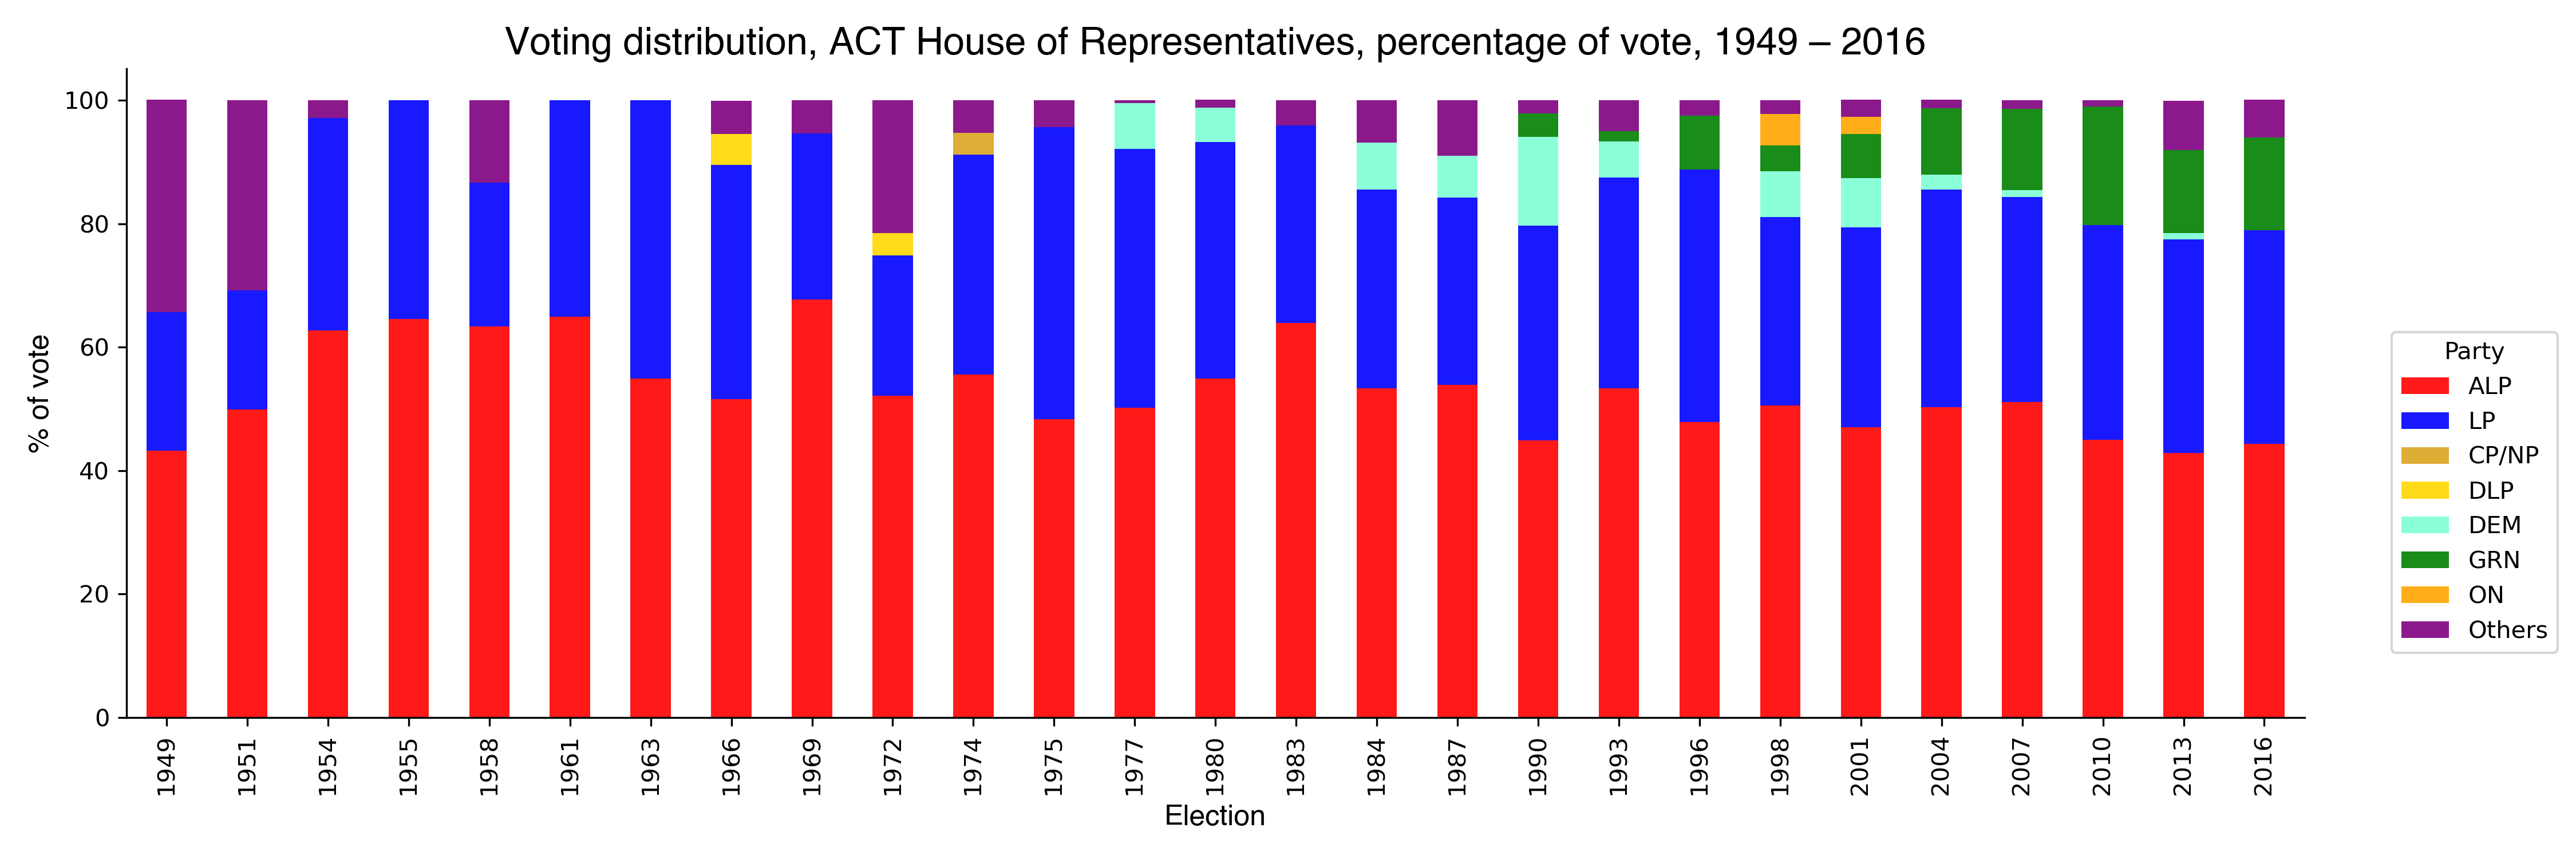 Voting distribution, ACT House of Representatives, percentage of vote, 1949 – 2016
% of vote
100
80
60
40
20
0
1949
1951
1954
1955
1958
1961
1963
1966
1969
1972
1974
1975
1977
1980
1983
1984
1987
1990
1993
1996
1998
2001
2004
2007
2010
2013
2016
Election
Party
ALP
LP
CP/NP
DLP
DEM
GRN
ON
Others